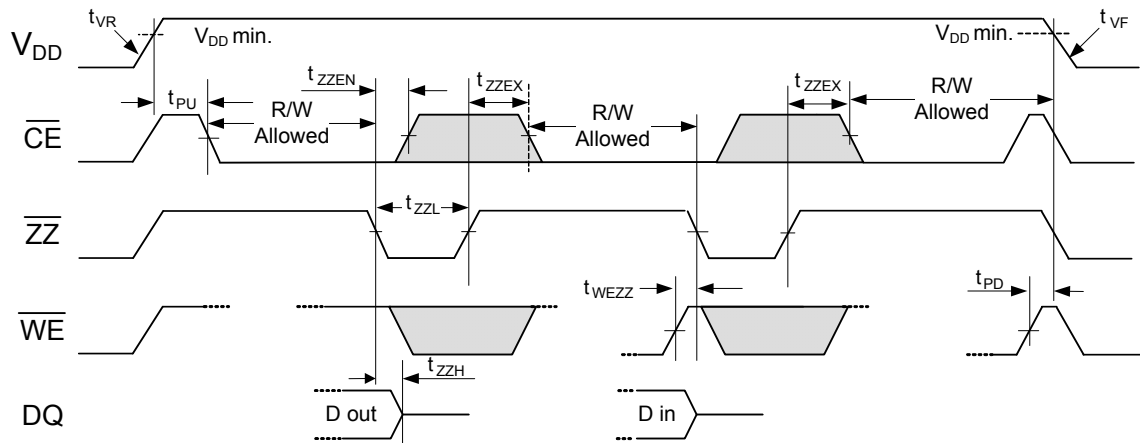 tVR
VDD min.
VDD min.
tVF
VDD
tPU
R/W
Allowed
tZZEN
tZZEX
R/W
Allowed
tZZEX
R/W
Allowed
CE
tZZL
ZZ
tWEZZ
tPD
WE
tZZH
DQ
D out
D in